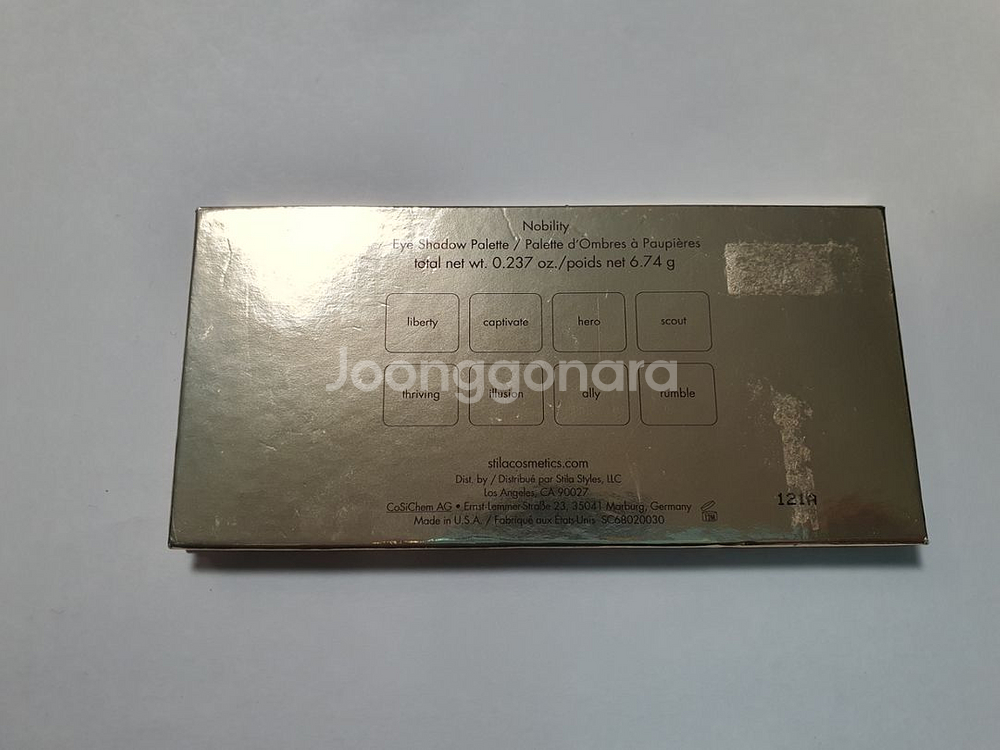 Nobility
Eye Shadow Palette / Palette d'Ombres à Paupières
total net wt. 0.237 oz./poids net 6.74 g
liberty captivate hero scout
Joonggonara
thriving illusion ally rumble
stilacosmetics.com
Dist. by / Distribué par Stila Styles, LLC
Los Angeles, CA 90027
CoSiChem AG • Ernst-Lemmer-Straße 23, 35041 Marburg, Germany
12M
121A
Made in U.S.A. / Fabriqué aux États-Unis SC68020030